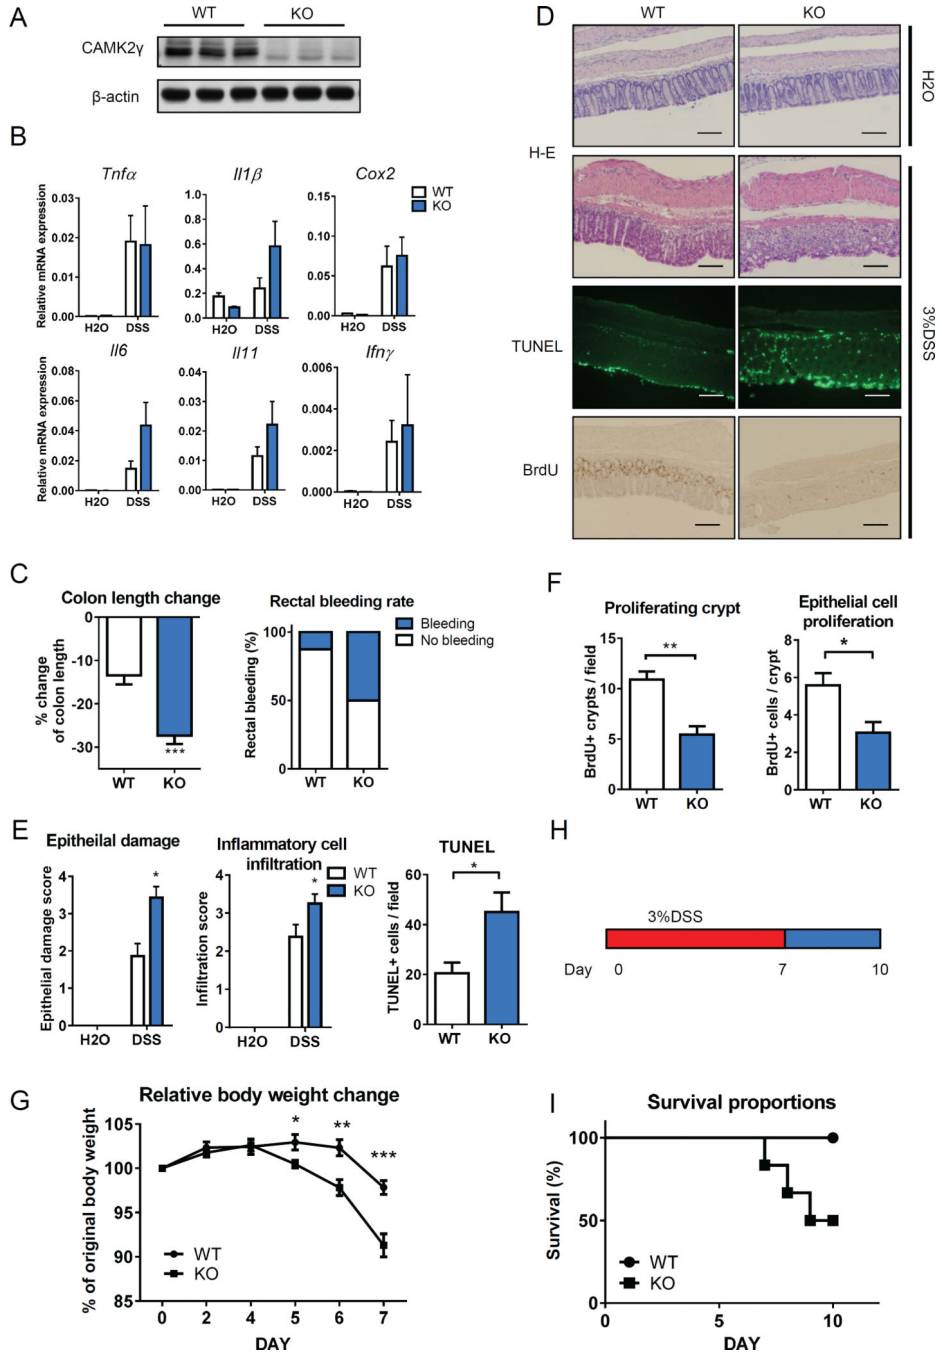 A
WT KO
CAMK2γ
β-actin
B
Tnfα Il1β Cox2
WT
KO
Relative mRNA expression
0.03
0.02
0.01
0.00
H2O DSS
1.0
0.8
0.6
0.4
0.2
0.0
H2O DSS
0.15
0.10
0.05
0.00
H2O DSS
Il6 Il11 Ifnγ
Relative mRNA expression
0.08
0.06
0.04
0.02
0.00
H2O DSS
0.04
0.03
0.02
0.01
0.00
H2O DSS
0.006
0.004
0.002
0.000
H2O DSS
C
Colon length change
% change
of colon length
0
-10
-20
-30
***
WT KO
Rectal bleeding rate
Bleeding
No bleeding
Rectal bleeding (%)
100
50
0
WT KO
D
WT KO
H-E
TUNEL
BrdU
H2O
3%DSS
E
Epitheilal damage
Epithelial damage score
4
3
2
1
0
*
H2O DSS
Inflammatory cell
infiltration
WT
KO
Infiltration score
4
3
2
1
0
*
H2O DSS
TUNEL
TUNEL+ cells / field
60
40
20
0
*
WT KO
F
Proliferating crypt
BrdU+ crypts / field
15
10
5
0
**
WT KO
Epithelial cell
proliferation
BrdU+ cells / crypt
8
6
4
2
0
*
WT KO
H
3%DSS
Day 0 7 10
G
Relative body weight change
% of original body weight
105
100
95
90
85
* ** ***
WT
KO
0 2 4 5 6 7
DAY
I
Survival proportions
Survival (%)
100
50
0
WT
KO
0 5 10
DAY